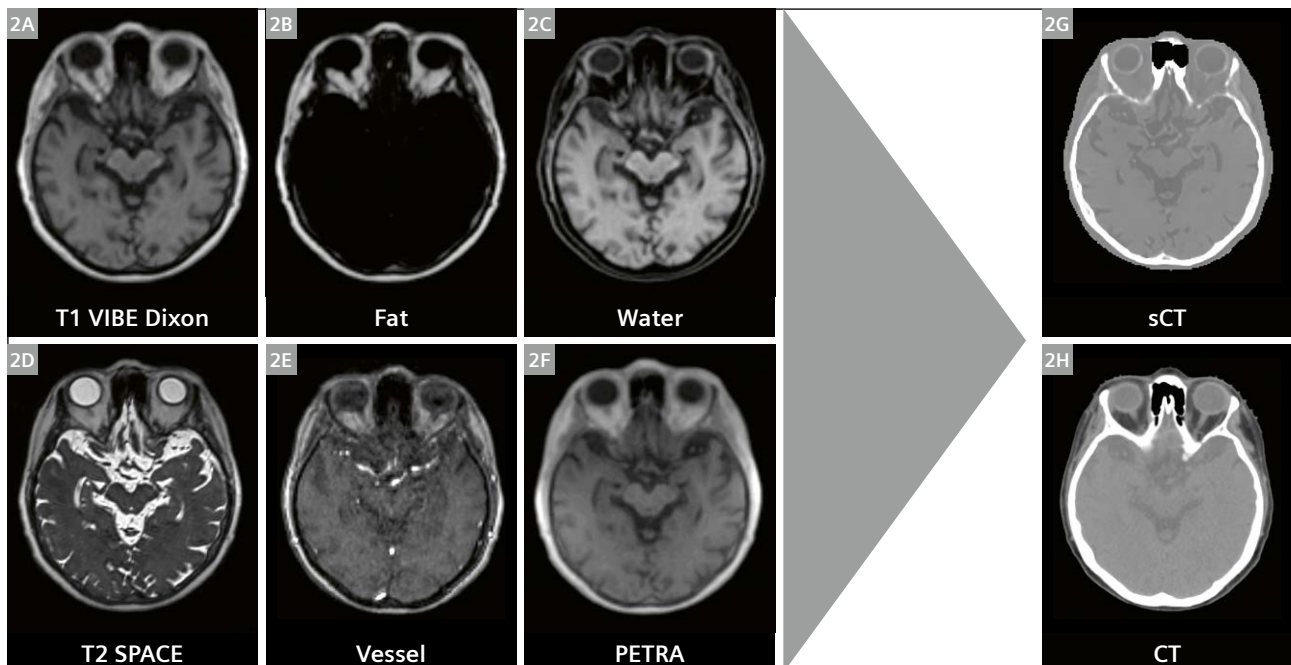 2A
T1 VIBE Dixon
2B
Fat
2C
Water
2G
sCT
2D
T2 SPACE
2E
Vessel
2F
PETRA
2H
CT